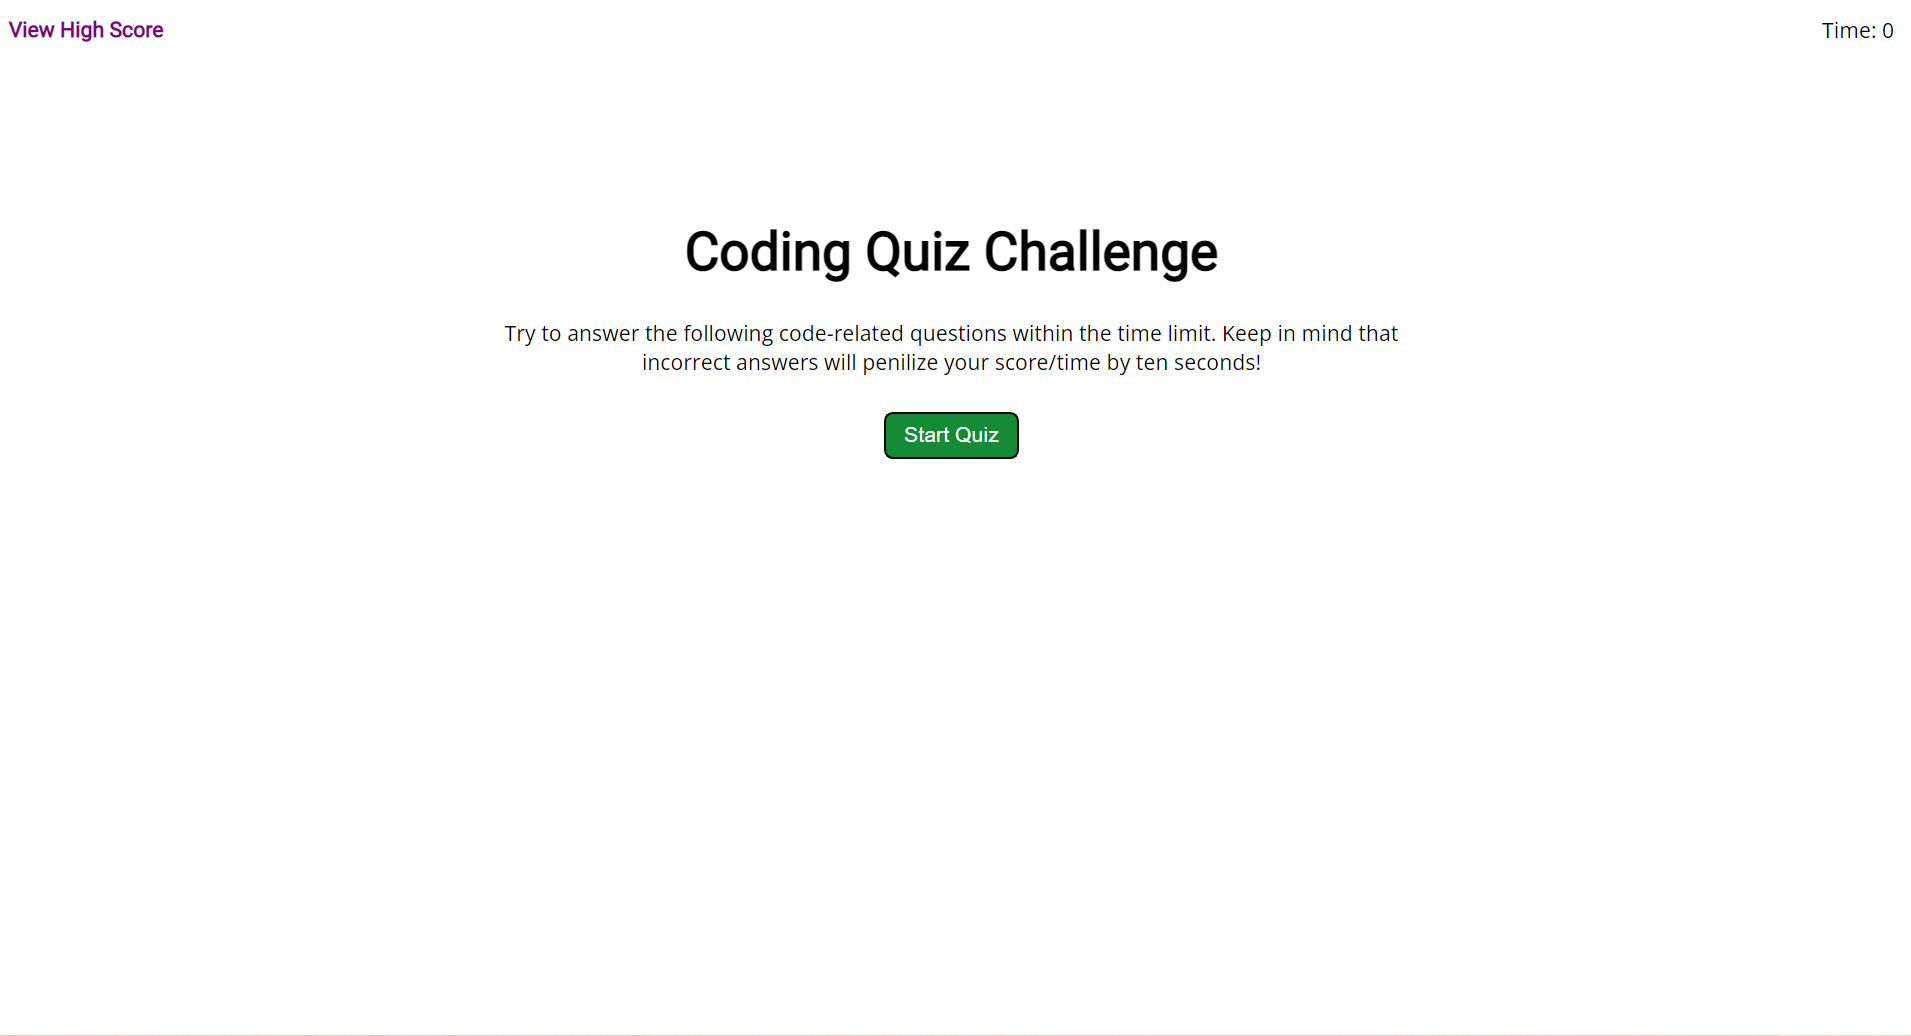 View High Score
Time: 0
Coding Quiz Challenge
Try to answer the following code-related questions within the time limit. Keep in mind that
incorrect answers will penilize your score/time by ten seconds!
Start Quiz